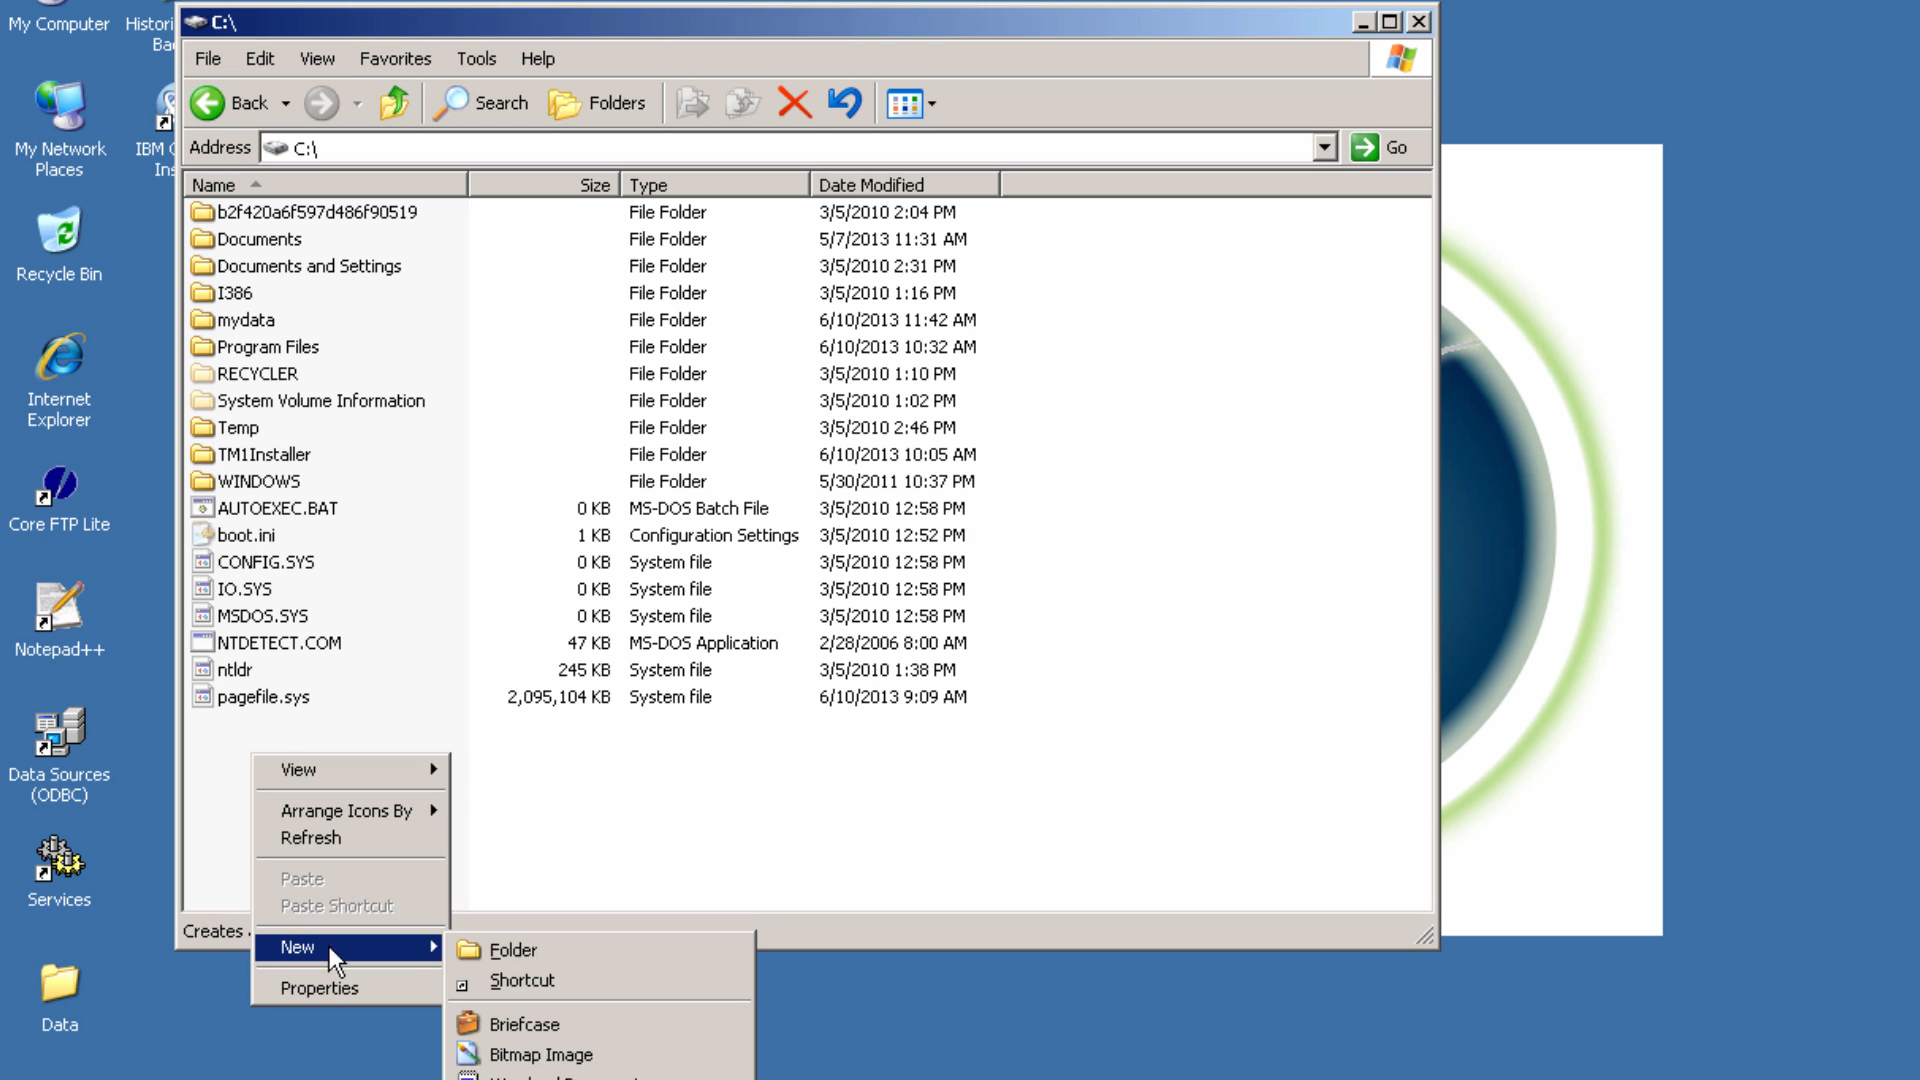 My Computer
Histori
Ba
My Network
Places
IBM
Ins
Recycle Bin
Internet
Explorer
Core FTP Lite
Notepad++
Data Sources
(ODBC)
Services
Data
C:\
File Edit View Favorites Tools Help
Back Search Folders
Address C:\ Go
Name Size Type Date Modified
b2f420a6f597d486f90519 File Folder 3/5/2010 2:04 PM
Documents File Folder 5/7/2013 11:31 AM
Documents and Settings File Folder 3/5/2010 2:31 PM
I386 File Folder 3/5/2010 1:16 PM
mydata File Folder 6/10/2013 11:42 AM
Program Files File Folder 6/10/2013 10:32 AM
RECYCLER File Folder 3/5/2010 1:10 PM
System Volume Information File Folder 3/5/2010 1:02 PM
Temp File Folder 3/5/2010 2:46 PM
TM1Installer File Folder 6/10/2013 10:05 AM
WINDOWS File Folder 5/30/2011 10:37 PM
AUTOEXEC.BAT 0 KB MS-DOS Batch File 3/5/2010 12:58 PM
boot.ini 1 KB Configuration Settings 3/5/2010 12:52 PM
CONFIG.SYS 0 KB System file 3/5/2010 12:58 PM
IO.SYS 0 KB System file 3/5/2010 12:58 PM
MSDOS.SYS 0 KB System file 3/5/2010 12:58 PM
NTDETECT.COM 47 KB MS-DOS Application 2/28/2006 8:00 AM
ntldr 245 KB System file 3/5/2010 1:38 PM
pagefile.sys 2,095,104 KB System file 6/10/2013 9:09 AM
View
Arrange Icons By
Refresh
Paste
Paste Shortcut
New
Properties
Creates
Folder
Shortcut
Briefcase
Bitmap Image